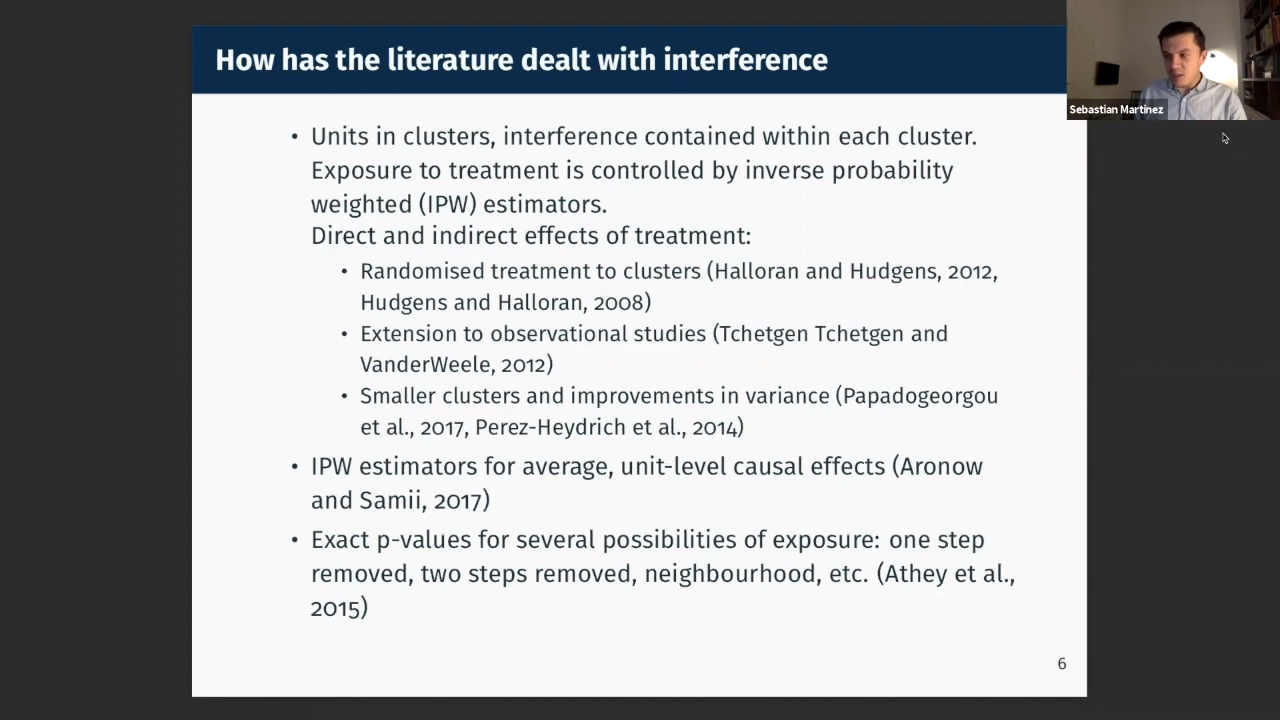 How has the literature dealt with interference
Sebastian Martinez
• Units in clusters, interference contained within each cluster.
Exposure to treatment is controlled by inverse probability
weighted (IPW) estimators.
Direct and indirect effects of treatment:
• Randomised treatment to clusters (Halloran and Hudgens, 2012,
Hudgens and Halloran, 2008)
• Extension to observational studies (Tchetgen Tchetgen and
VanderWeele, 2012)
• Smaller clusters and improvements in variance (Papadogeorgou
et al., 2017, Perez-Heydrich et al., 2014)
• IPW estimators for average, unit-level causal effects (Aronow
and Samii, 2017)
• Exact p-values for several possibilities of exposure: one step
removed, two steps removed, neighbourhood, etc. (Athey et al.,
2015)
6